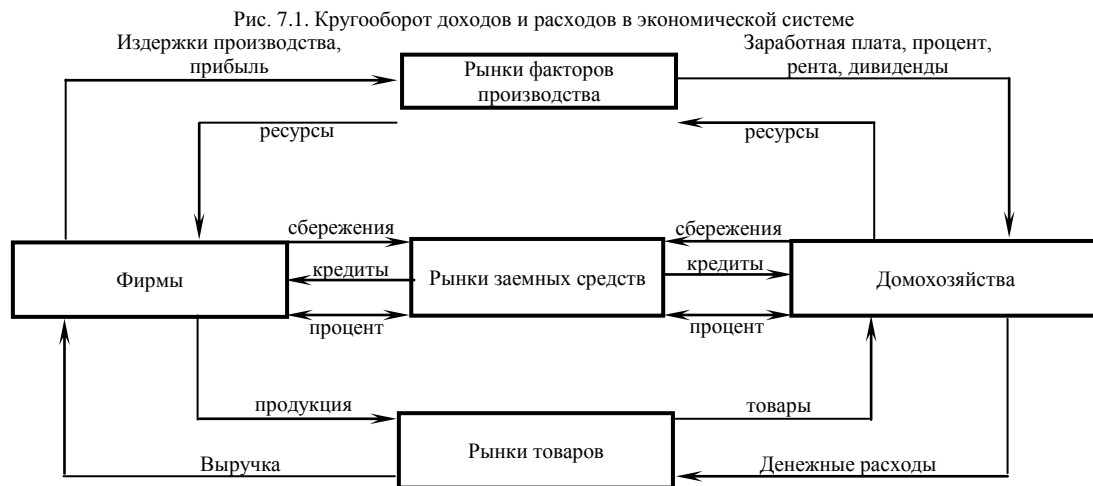 Рис. 7.1. Кругооборот доходов и расходов в экономической системе
Издержки производства,
прибыль
Рынки факторов
производства
Заработная плата, процент,
рента, дивиденды
ресурсы
ресурсы
сбережения
сбережения
Фирмы
кредиты
Рынки заемных средств
кредиты
Домохозяйства
процент
процент
продукция
товары
Рынки товаров
Выручка
Денежные расходы